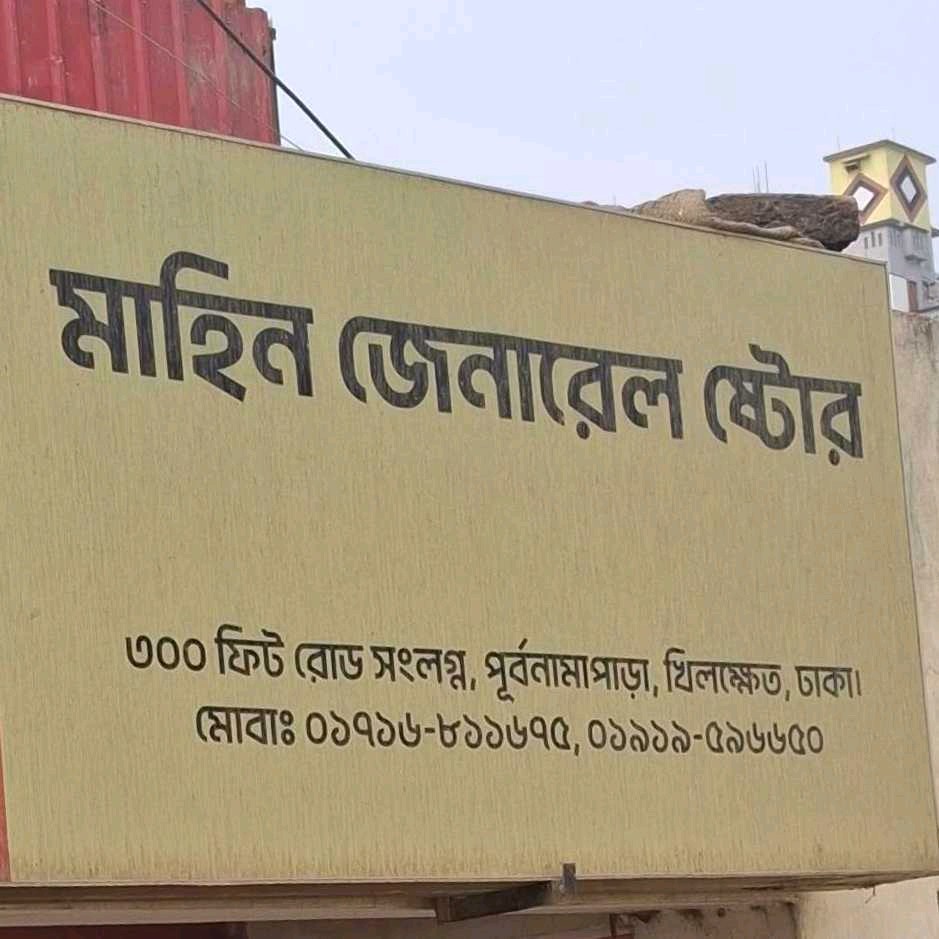 মাহিন জেনারেল ষ্টোর
৩০০ ফিট রোড সংলগ্ন, পূর্বনামাপাড়া, খিলক্ষেত, ঢাকা।
মোবাঃ ০১৭১৬-৮১১৬৭৫, ০১৯১৯-৫৯৬৬৫০